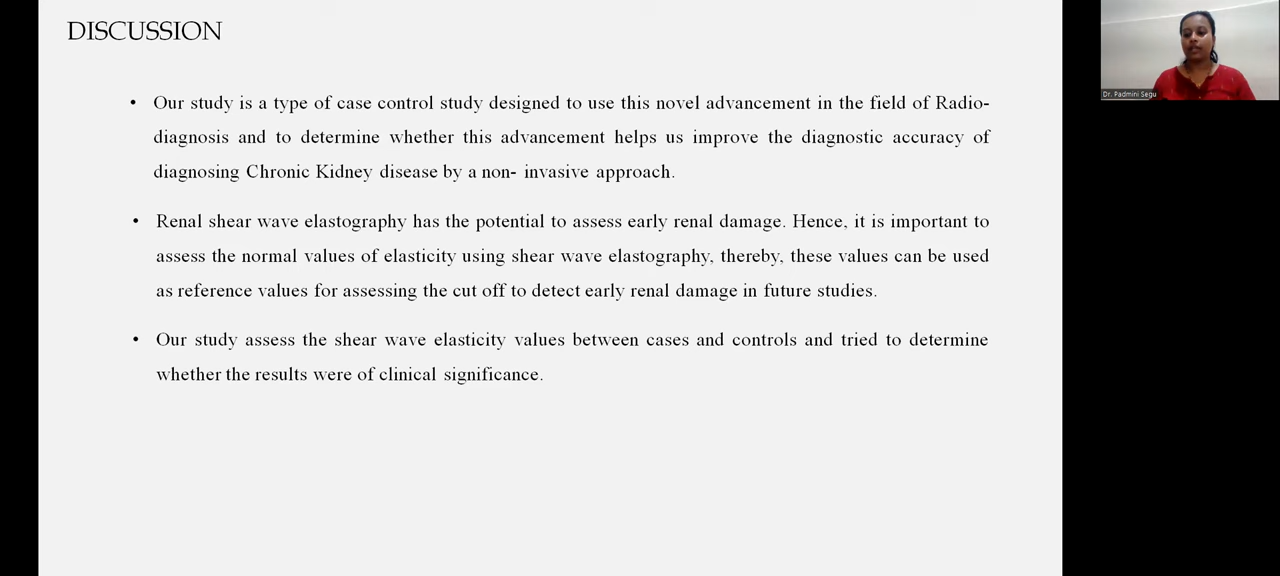 DISCUSSION
• Our study is a type of case control study designed to use this novel advancement in the field of Radio-
diagnosis and to determine whether this advancement helps us improve the diagnostic accuracy of
diagnosing Chronic Kidney disease by a non- invasive approach.
• Renal shear wave elastography has the potential to assess early renal damage. Hence, it is important to
assess the normal values of elasticity using shear wave elastography, thereby, these values can be used
as reference values for assessing the cut off to detect early renal damage in future studies.
• Our study assess the shear wave elasticity values between cases and controls and tried to determine
whether the results were of clinical significance.
Dr. Padmini Segu